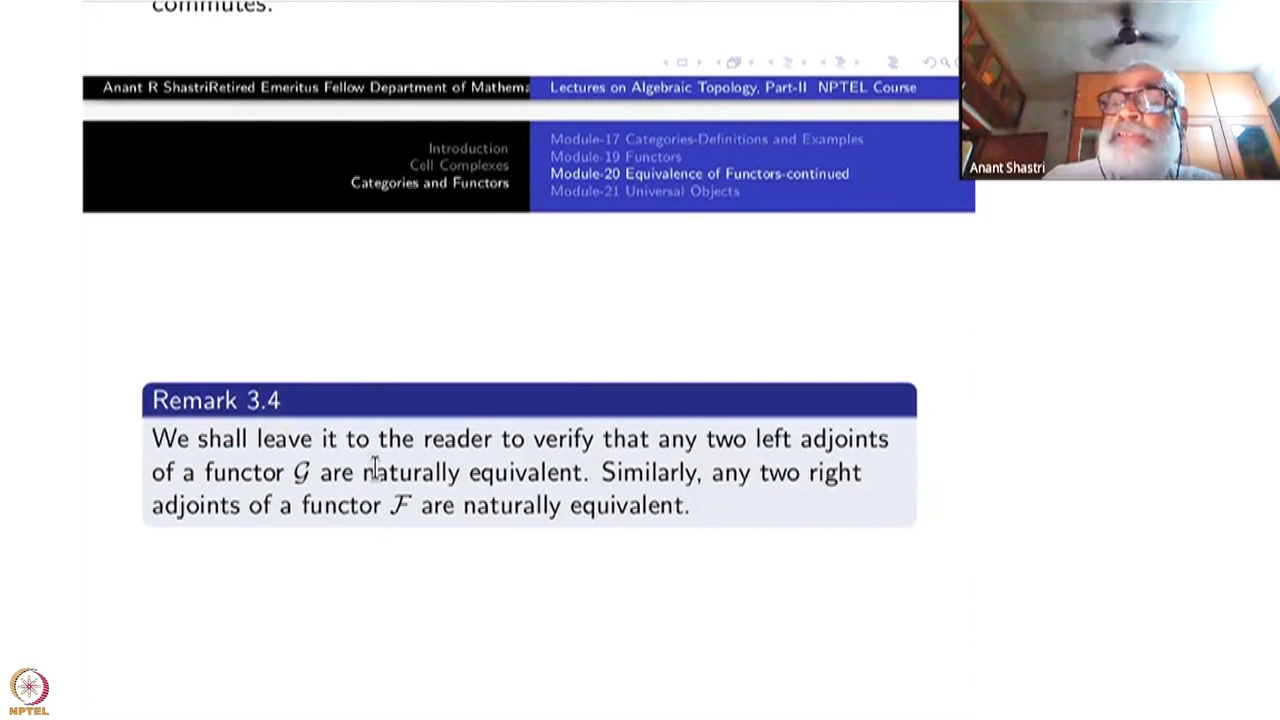 commutes.
Anant R ShastriRetired Emeritus Fellow Department of Mathema
Lectures on Algebraic Topology, Part-II NPTEL Course
Introduction
Cell Complexes
Categories and Functors
Module-17 Categories-Definitions and Examples
Module-19 Functors
Module-20 Equivalence of Functors-continued
Module-21 Universal Objects
Anant Shastri
Remark 3.4
We shall leave it to the reader to verify that any two left adjoints
of a functor 𝒢 are naturally equivalent. Similarly, any two right
adjoints of a functor ℱ are naturally equivalent.
NPTEL